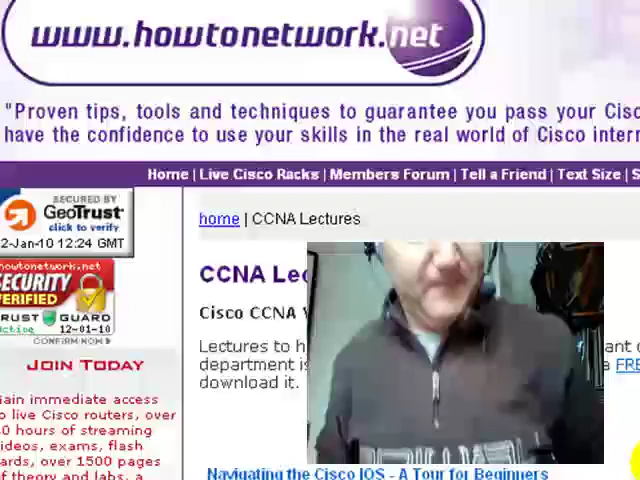 www.howtonetwork.net
"Proven tips, tools and techniques to guarantee you pass your Cisc
have the confidence to use your skills in the real world of Cisco inter
Home | Live Cisco Racks | Members Forum | Tell a Friend | Text Size | S
SECURED BY
GeoTrust
click to verify
2-Jan-10 12:24 GMT
home | CCNA Lectures
howtonetwork.net
SECURITY
VERIFIED
TRUST GUARD
Active 12-01-10
CONFIRM NOW
CCNA Lec
Cisco CCNA V
Lectures to h
ant
department is
a FRE
download it.
JOIN TODAY
ain immediate access
o live Cisco routers, over
0 hours of streaming
ideos, exams, flash
ards, over 1500 pages
f theory and labs, a
Navigating the Cisco IOS - A Tour for Beginners